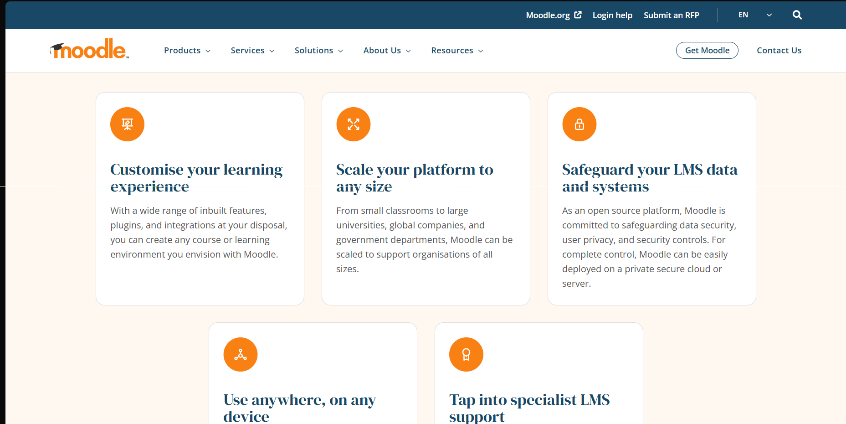 Moodle.org Login help Submit an RFP EN
moodle
Products Services Solutions About Us Resources Get Moodle Contact Us
Customise your learning
experience
With a wide range of inbuilt features,
plugins, and integrations at your disposal,
you can create any course or learning
environment you envision with Moodle.
Scale your platform to
any size
From small classrooms to large
universities, global companies, and
government departments, Moodle can be
scaled to support organisations of all
sizes.
Safeguard your LMS data
and systems
As an open source platform, Moodle is
committed to safeguarding data security,
user privacy, and security controls. For
complete control, Moodle can be easily
deployed on a private secure cloud or
server.
Use anywhere, on any
device
Tap into specialist LMS
support